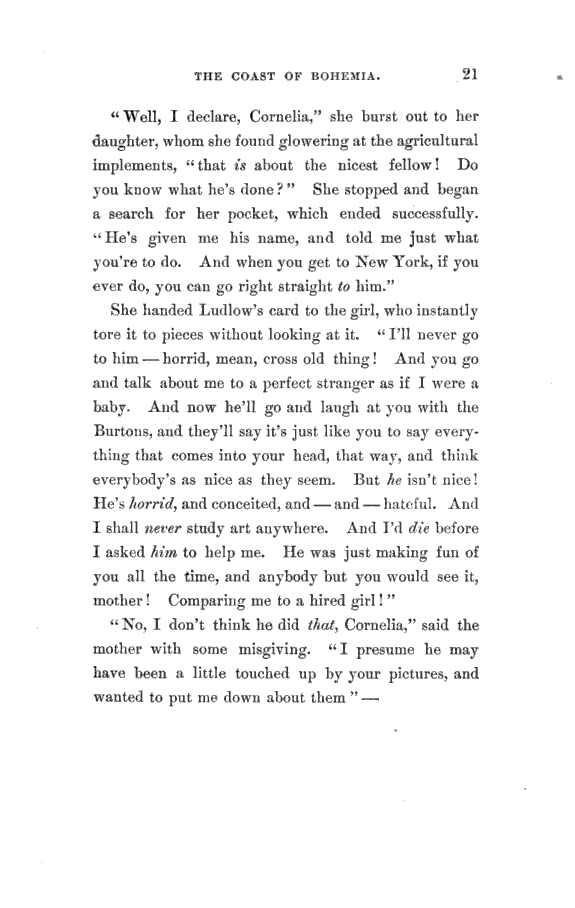 THE COAST OF BOHEMIA. 21
“Well, I declare, Cornelia,” she burst out to her
daughter, whom she found glowering at the agricultural
implements, “that is about the nicest fellow! Do
you know what he's done?” She stopped and began
a search for her pocket, which ended successfully.
“He's given me his name, and told me just what
you're to do. And when you get to New York, if you
ever do, you can go right straight to him.”
She handed Ludlow's card to the girl, who instantly
tore it to pieces without looking at it. “I'll never go
to him — horrid, mean, cross old thing! And you go
and talk about me to a perfect stranger as if I were a
baby. And now he'll go and laugh at you with the
Burtons, and they'll say it's just like you to say every-
thing that comes into your head, that way, and think
everybody's as nice as they seem. But he isn't nice!
He's horrid, and conceited, and — and — hateful. And
I shall never study art anywhere. And I'd die before
I asked him to help me. He was just making fun of
you all the time, and anybody but you would see it,
mother! Comparing me to a hired girl!”
“No, I don't think he did that, Cornelia,” said the
mother with some misgiving. “I presume he may
have been a little touched up by your pictures, and
wanted to put me down about them” —